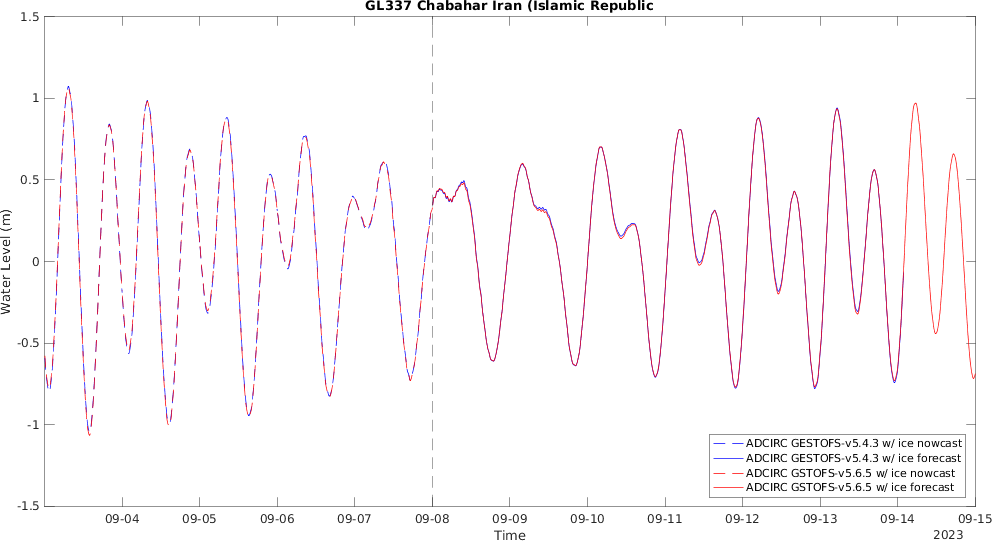 GL337 Chabahar Iran (Islamic Republic
1.5
1
0.5
0
-0.5
-1
-1.5
Water Level (m)
09-04 09-05 09-06 09-07 09-08 09-09 09-10 09-11 09-12 09-13 09-14 09-15
Time
2023
ADCIRC GESTOFS-v5.4.3 w/ ice nowcast
ADCIRC GESTOFS-v5.4.3 w/ ice forecast
ADCIRC GSTOFS-v5.6.5 w/ ice nowcast
ADCIRC GSTOFS-v5.6.5 w/ ice forecast